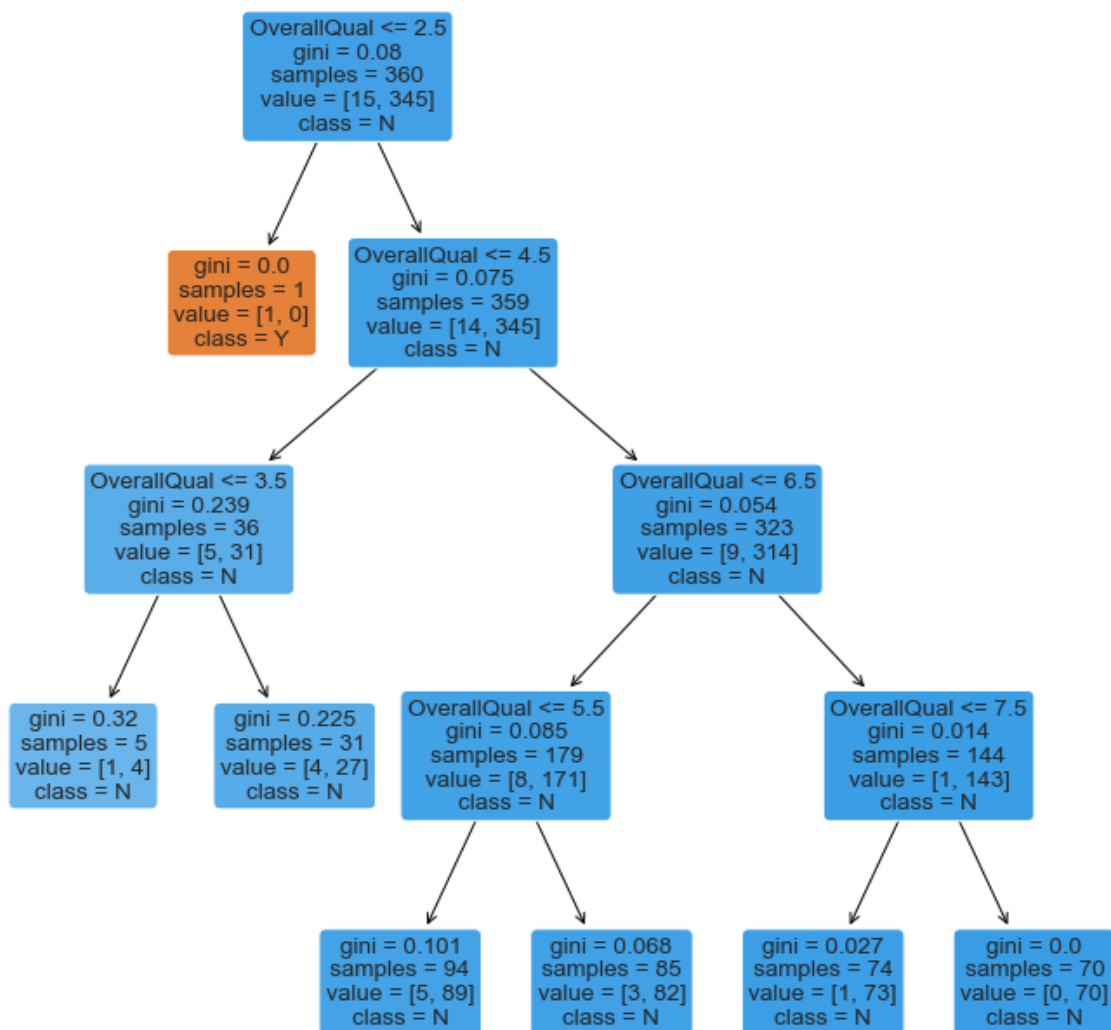 OverallQual <= 2.5
gini = 0.08
samples = 360
value = [15, 345]
class = N
gini = 0.0
samples = 1
value = [1, 0]
class = Y
OverallQual <= 4.5
gini = 0.075
samples = 359
value = [14, 345]
class = N
OverallQual <= 3.5
gini = 0.239
samples = 36
value = [5, 31]
class = N
OverallQual <= 6.5
gini = 0.054
samples = 323
value = [9, 314]
class = N
gini = 0.32
samples = 5
value = [1, 4]
class = N
gini = 0.225
samples = 31
value = [4, 27]
class = N
OverallQual <= 5.5
gini = 0.085
samples = 179
value = [8, 171]
class = N
OverallQual <= 7.5
gini = 0.014
samples = 144
value = [1, 143]
class = N
gini = 0.101
samples = 94
value = [5, 89]
class = N
gini = 0.068
samples = 85
value = [3, 82]
class = N
gini = 0.027
samples = 74
value = [1, 73]
class = N
gini = 0.0
samples = 70
value = [0, 70]
class = N